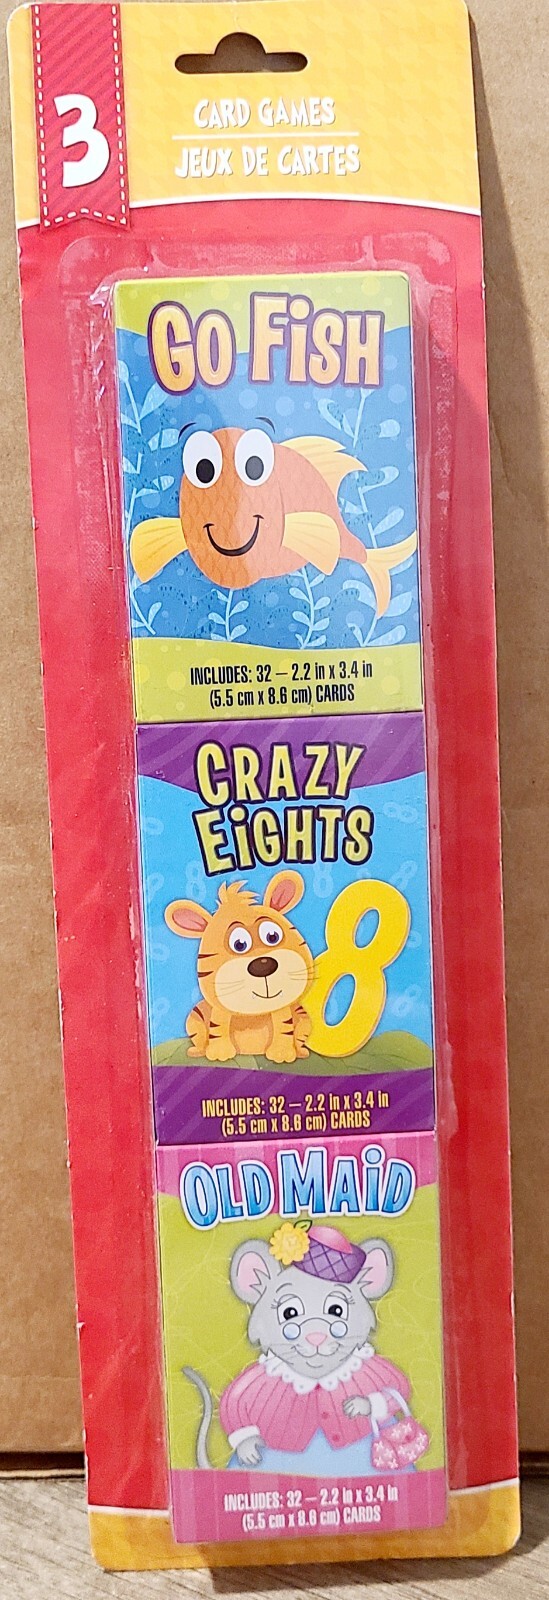 3
CARD GAMES
JEUX DE CARTES
GO FiSH
INCLUDES: 32 – 2.2 in x 3.4 in
(5.5 cm x 8.6 cm) CARDS
CRAZY
EiGHTS
8
INCLUDES: 32 – 2.2 in x 3.4 in
(5.5 cm x 8.6 cm) CARDS
OLD MAiD
INCLUDES: 32 – 2.2 in x 3.4 in
(5.5 cm x 8.6 cm) CARDS